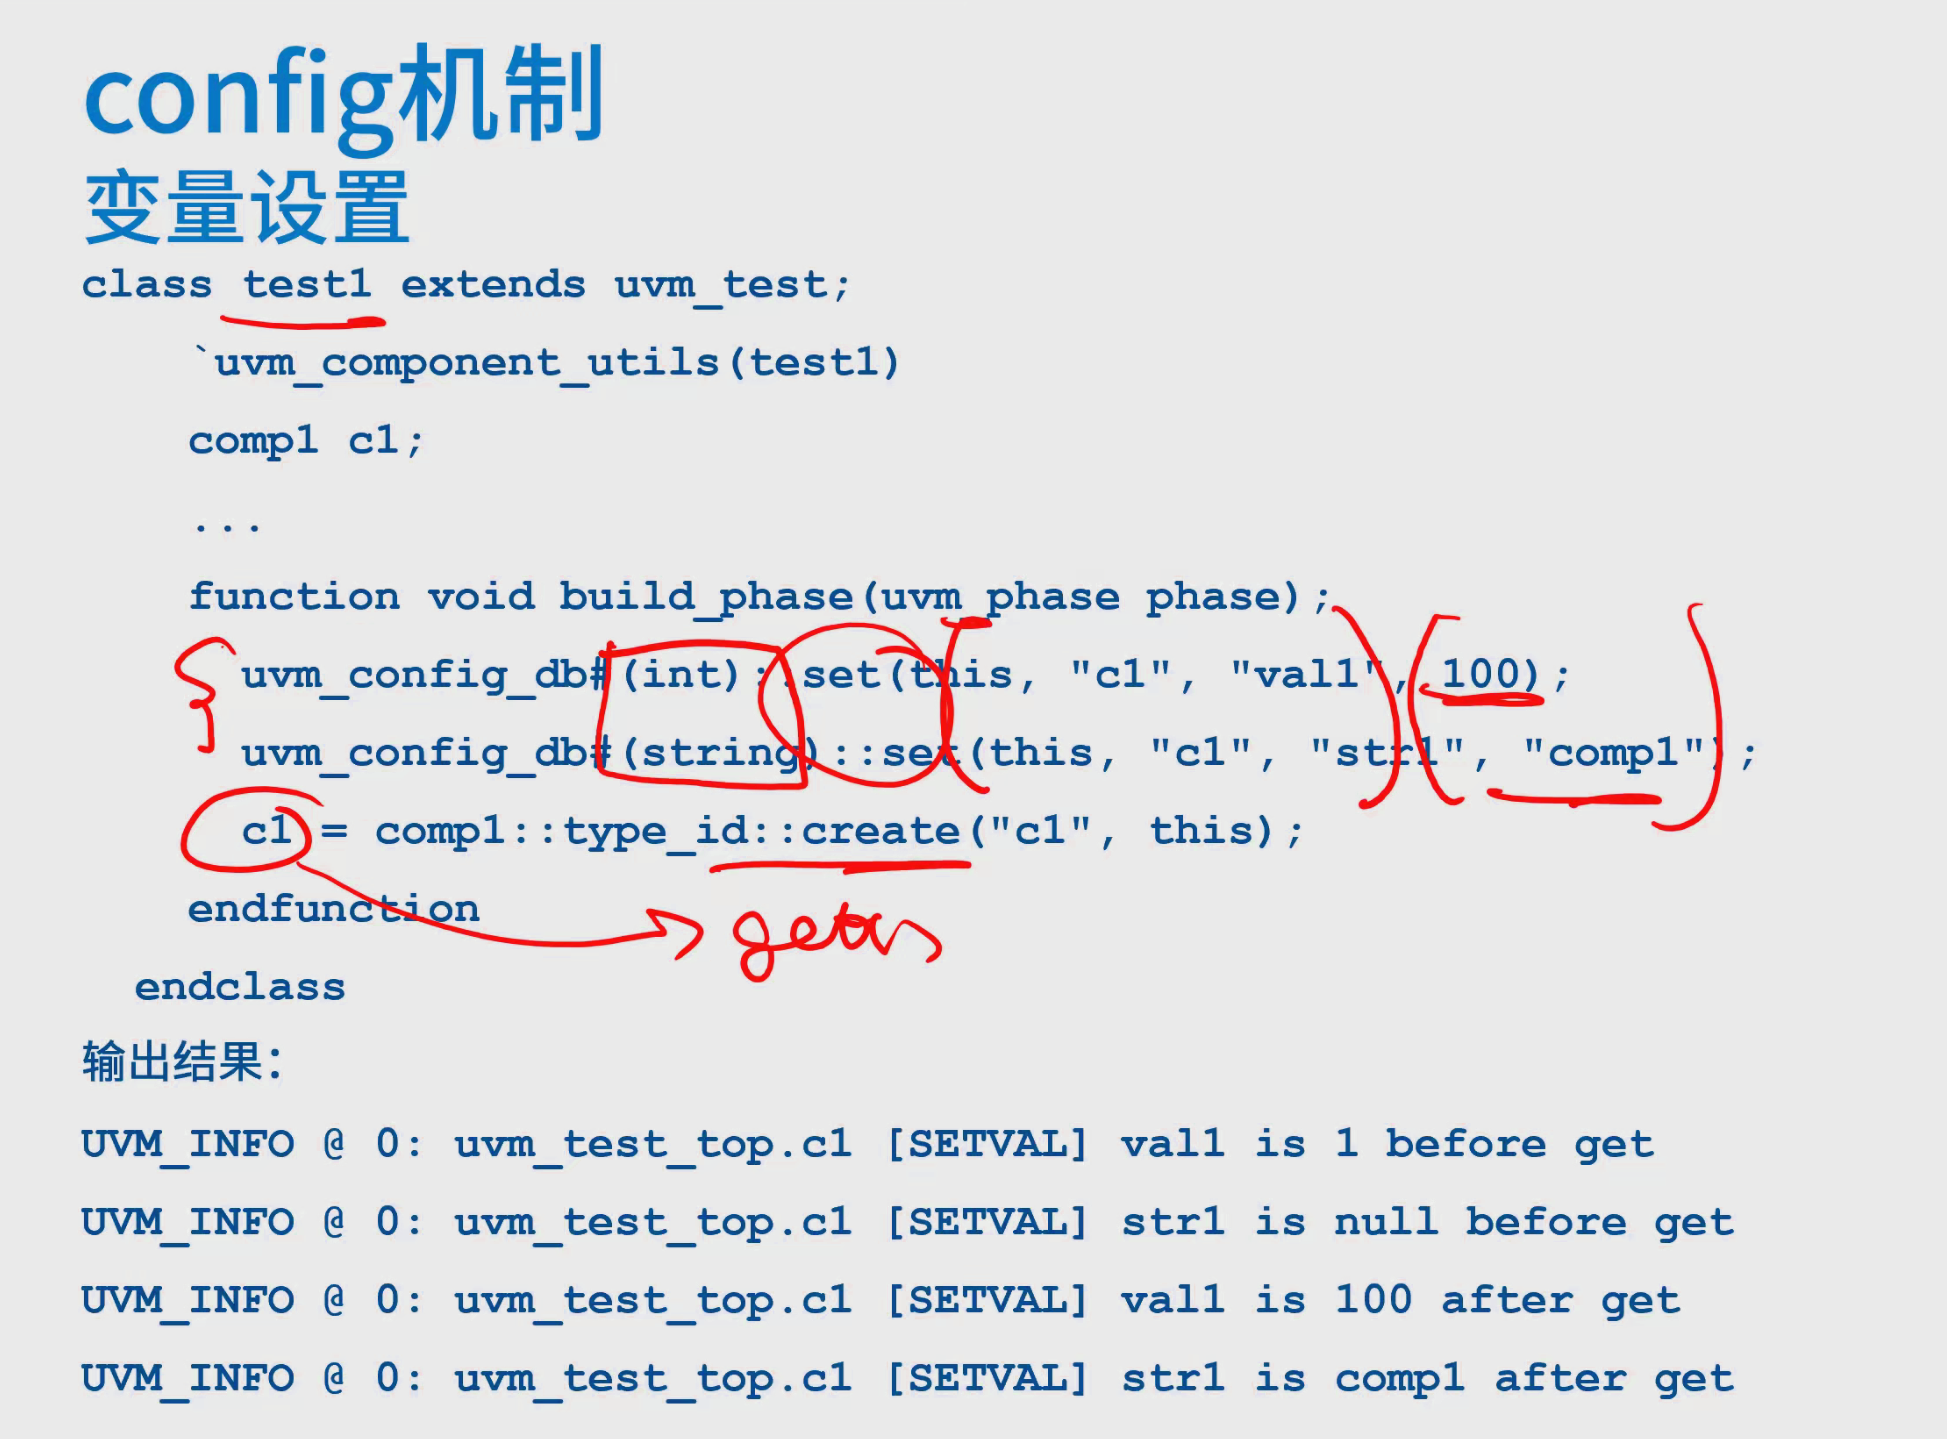 config机制
变量设置
class test1 extends uvm_test;
`uvm_component_utils(test1)
comp1 c1;
...
function void build_phase(uvm_phase phase);
uvm_config_db#(int)::set(this, "c1", "val1", 100);
uvm_config_db#(string)::set(this, "c1", "str1", "comp1");
c1 = comp1::type_id::create("c1", this);
endfunction
endclass
输出结果：
UVM_INFO @ 0: uvm_test_top.c1 [SETVAL] val1 is 1 before get
UVM_INFO @ 0: uvm_test_top.c1 [SETVAL] str1 is null before get
UVM_INFO @ 0: uvm_test_top.c1 [SETVAL] val1 is 100 after get
UVM_INFO @ 0: uvm_test_top.c1 [SETVAL] str1 is comp1 after get